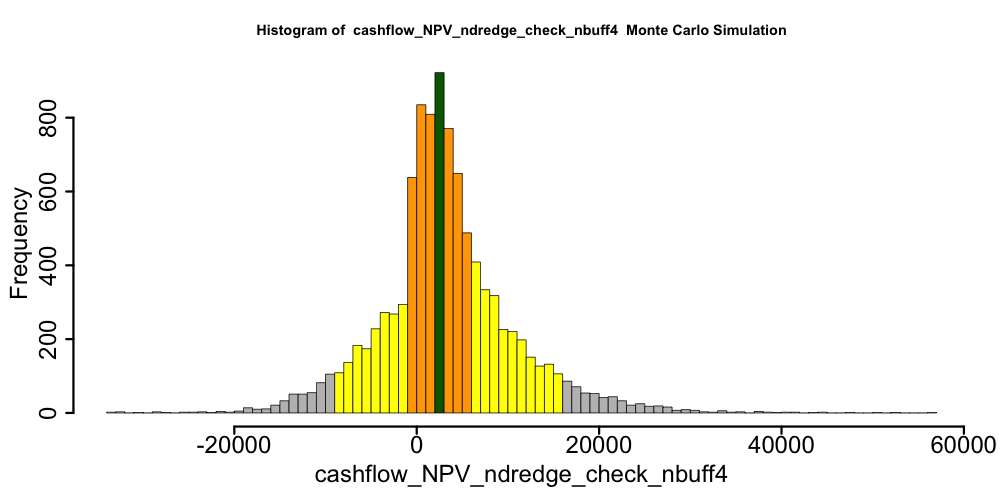 Histogram of  cashflow_NPV_ndredge_check_nbuff4  Monte Carlo Simulation
Frequency
800
600
400
200
0
-20000 0 20000 40000 60000
cashflow_NPV_ndredge_check_nbuff4